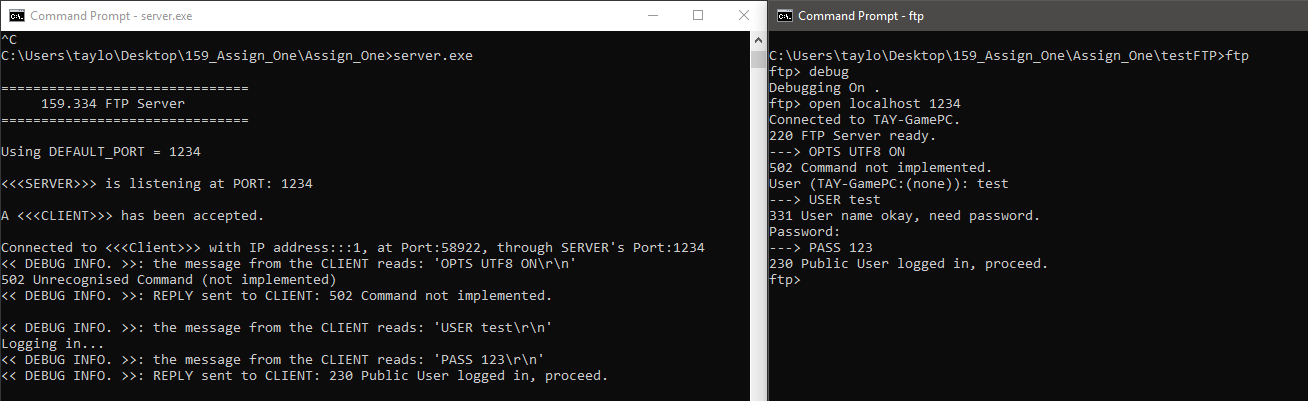 Command Prompt - server.exe
^C
C:\Users\taylo\Desktop\159_Assign_One\Assign_One>server.exe
===============================
159.334 FTP Server
===============================
Using DEFAULT_PORT = 1234
<<<SERVER>>> is listening at PORT: 1234
A <<<CLIENT>>> has been accepted.
Connected to <<<Client>>> with IP address:::1, at Port:58922, through SERVER's Port:1234
<< DEBUG INFO. >>: the message from the CLIENT reads: 'OPTS UTF8 ON\r\n'
502 Unrecognised Command (not implemented)
<< DEBUG INFO. >>: REPLY sent to CLIENT: 502 Command not implemented.
<< DEBUG INFO. >>: the message from the CLIENT reads: 'USER test\r\n'
Logging in...
<< DEBUG INFO. >>: the message from the CLIENT reads: 'PASS 123\r\n'
<< DEBUG INFO. >>: REPLY sent to CLIENT: 230 Public User logged in, proceed.
Command Prompt - ftp
C:\Users\taylo\Desktop\159_Assign_One\Assign_One\testFTP>ftp
ftp> debug
Debugging On .
ftp> open localhost 1234
Connected to TAY-GamePC.
220 FTP Server ready.
---> OPTS UTF8 ON
502 Command not implemented.
User (TAY-GamePC:(none)): test
---> USER test
331 User name okay, need password.
Password:
---> PASS 123
230 Public User logged in, proceed.
ftp>